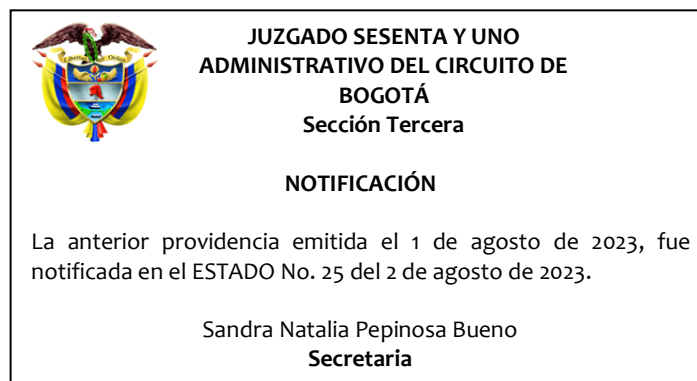 JUZGADO SESENTA Y UNO
ADMINISTRATIVO DEL CIRCUITO DE
BOGOTÁ
Sección Tercera
NOTIFICACIÓN
La anterior providencia emitida el 1 de agosto de 2023, fue
notificada en el ESTADO No. 25 del 2 de agosto de 2023.
Sandra Natalia Pepinosa Bueno
Secretaria